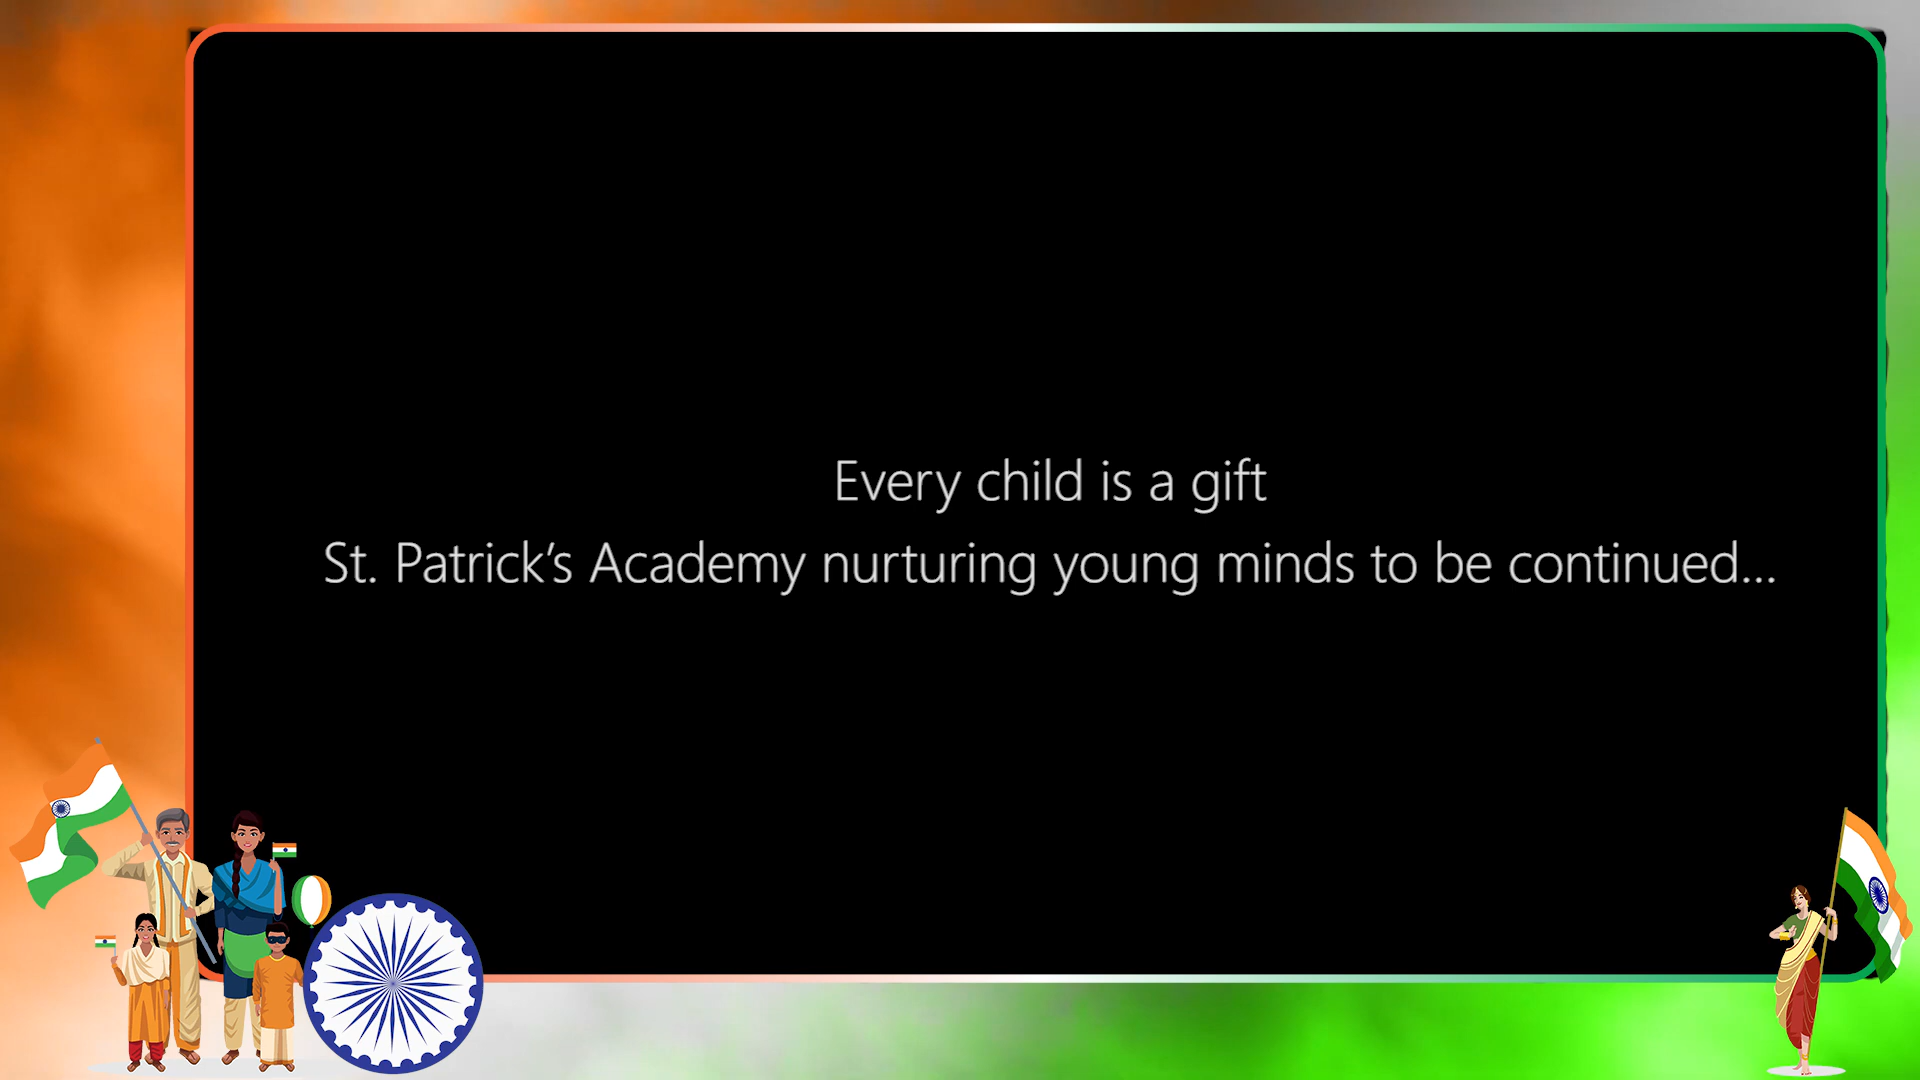 Every child is a gift
St. Patrick’s Academy nurturing young minds to be continued...